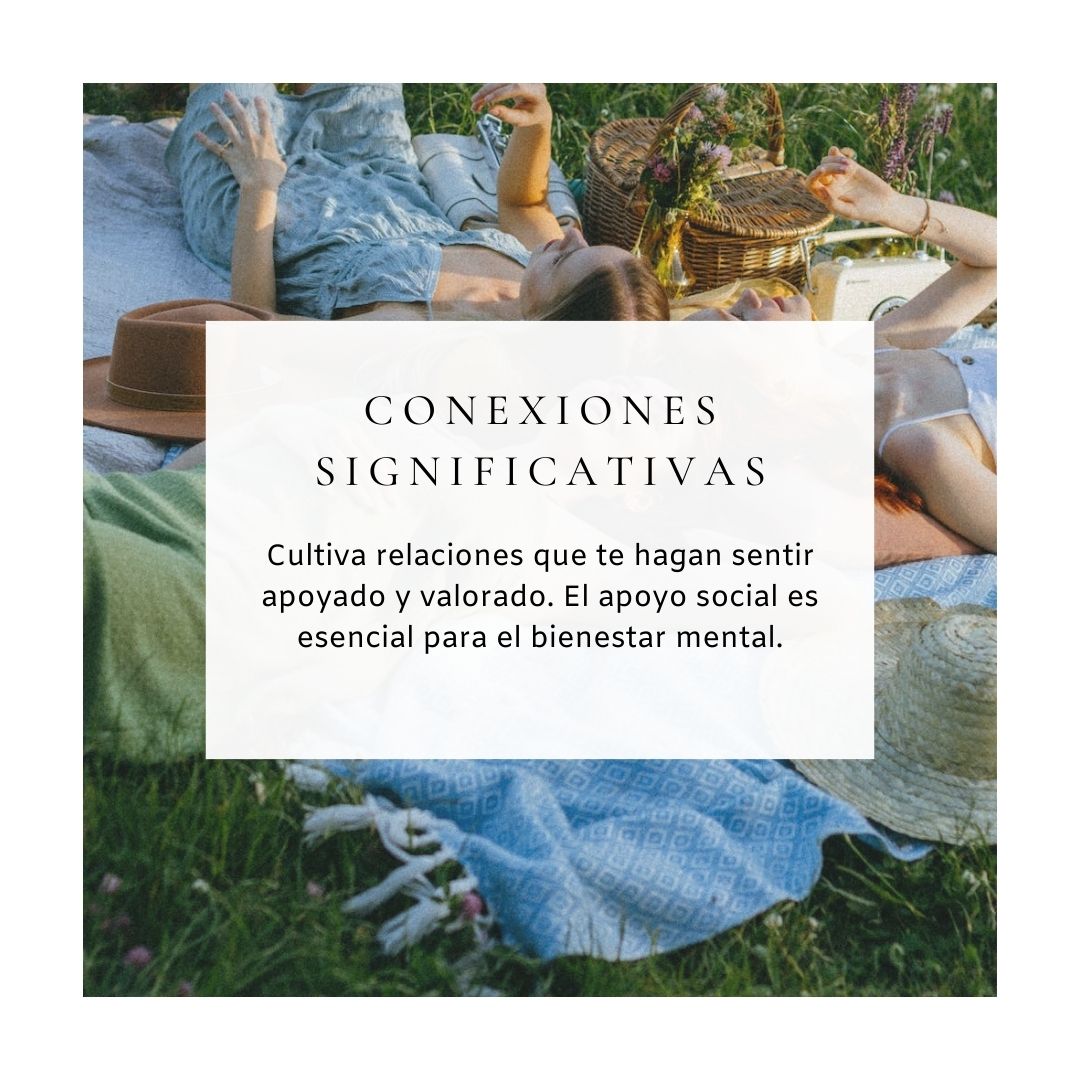 CONEXIONES
SIGNIFICATIVAS
Cultiva relaciones que te hagan sentir
apoyado y valorado. El apoyo social es
esencial para el bienestar mental.